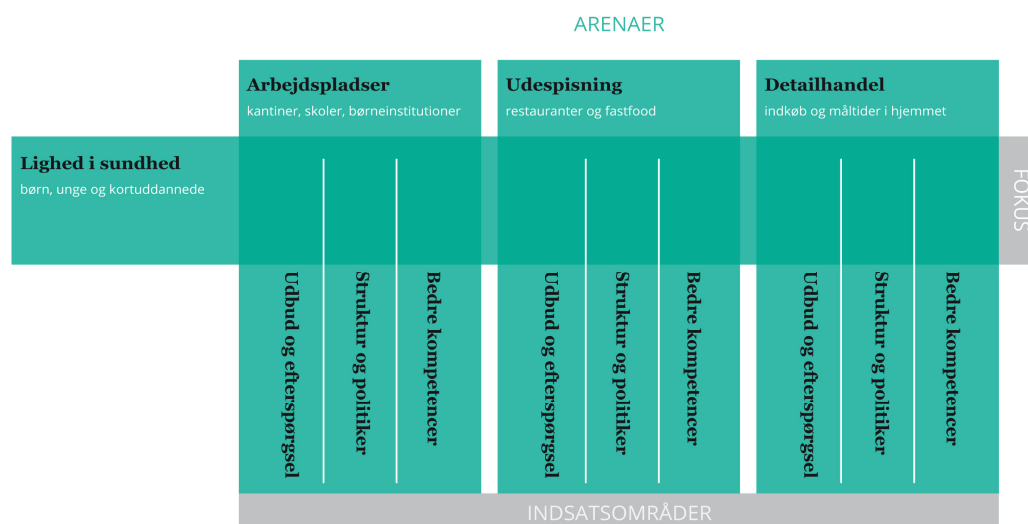 ARENAER
Arbejdspladser
kantiner, skoler, børneinstitutioner
Udespisning
restauranter og fastfood
Detailhandel
indkøb og måltider i hjemmet
Lighed i sundhed
børn, unge og kortuddannede
FOKUS
Udbud og efterspørgsel
Struktur og politiker
Bedre kompetencer
Udbud og efterspørgsel
Struktur og politiker
Bedre kompetencer
Udbud og efterspørgsel
Struktur og politiker
Bedre kompetencer
INDSATSOMRÅDER